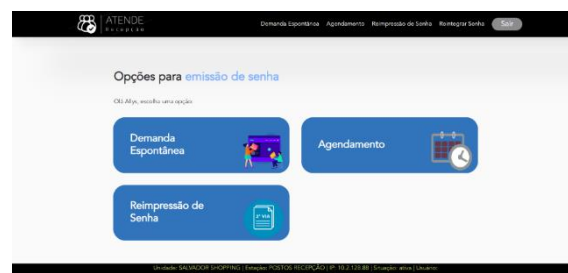 ATENDE
Recepção
Demanda Espontânea Agendamento Reimpressão de Senha Reintegrar Senha Sair
Opções para emissão de senha
Olá Allys, escolha uma opção:
Demanda
Espontânea
Agendamento
Reimpressão de
Senha
2ª VIA
Unidade: SALVADOR SHOPPING | Estação: POSTOS RECEPÇÃO | IP: 10.2.123.88 | Situação: ativa | Usuário: